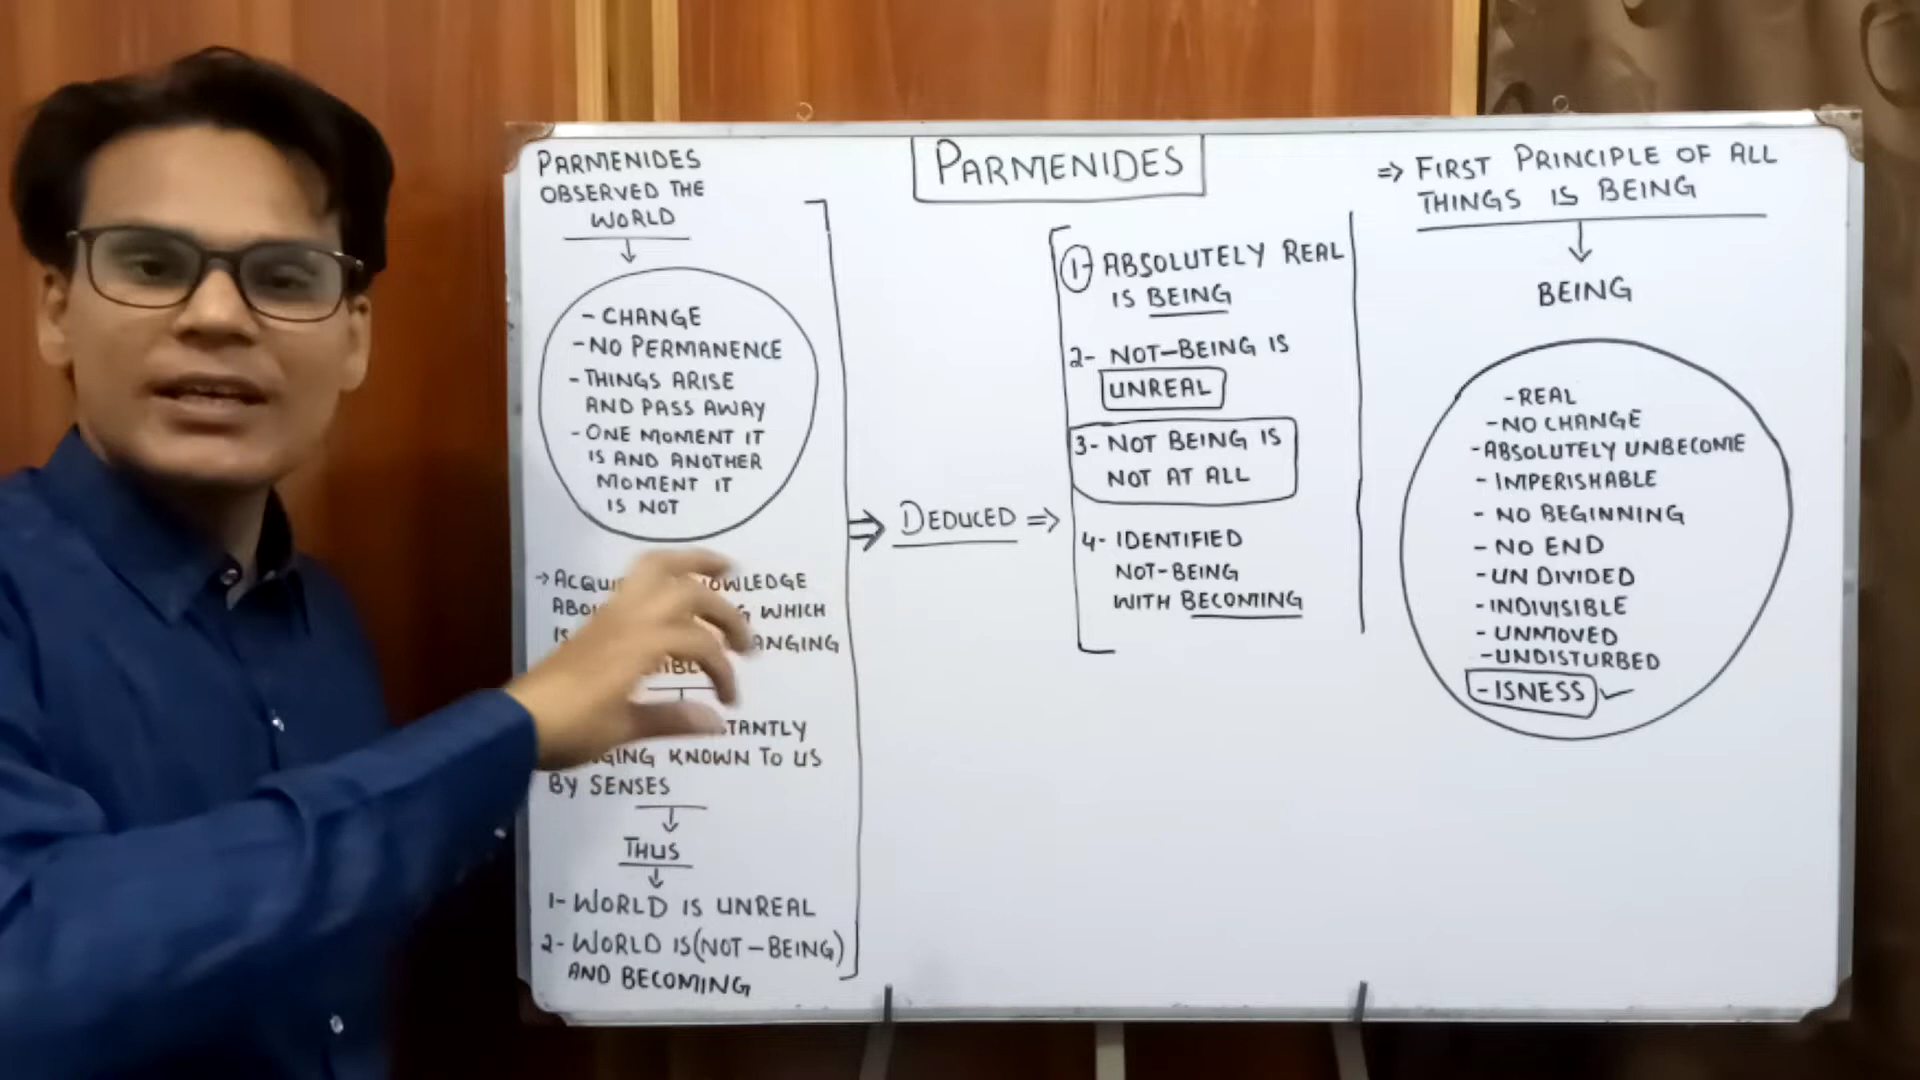 PARMENIDES
PARMENIDES
OBSERVED THE
WORLD
- CHANGE
- NO PERMANENCE
- THINGS ARISE
AND PASS AWAY
- ONE MOMENT IT
IS AND ANOTHER
MOMENT IT
IS NOT
WHICH
IS
BY SENSES
KNOWN TO US
THUS
1- WORLD IS UNREAL
2- WORLD IS (NOT-BEING)
AND BECOMING
⇒ DEDUCED ⇒
1- ABSOLUTELY REAL
IS BEING
2- NOT-BEING IS
UNREAL
3- NOT BEING IS
NOT AT ALL
4- IDENTIFIED
NOT-BEING
WITH BECOMING
⇒ FIRST PRINCIPLE OF ALL
THINGS IS BEING
BEING
- REAL
- NO CHANGE
- ABSOLUTELY UNBECOME
- IMPERISHABLE
- NO BEGINNING
- NO END
- UN DIVIDED
- INDIVISIBLE
- UNMOVED
- UNDISTURBED
- ISNESS ✓